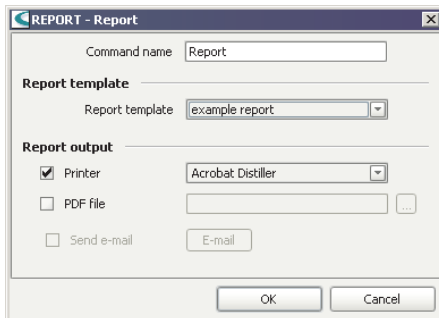 REPORT - Report
Command name Report
Report template
Report template example report
Report output
Printer Acrobat Distiller
PDF file ...
Send e-mail E-mail
OK Cancel